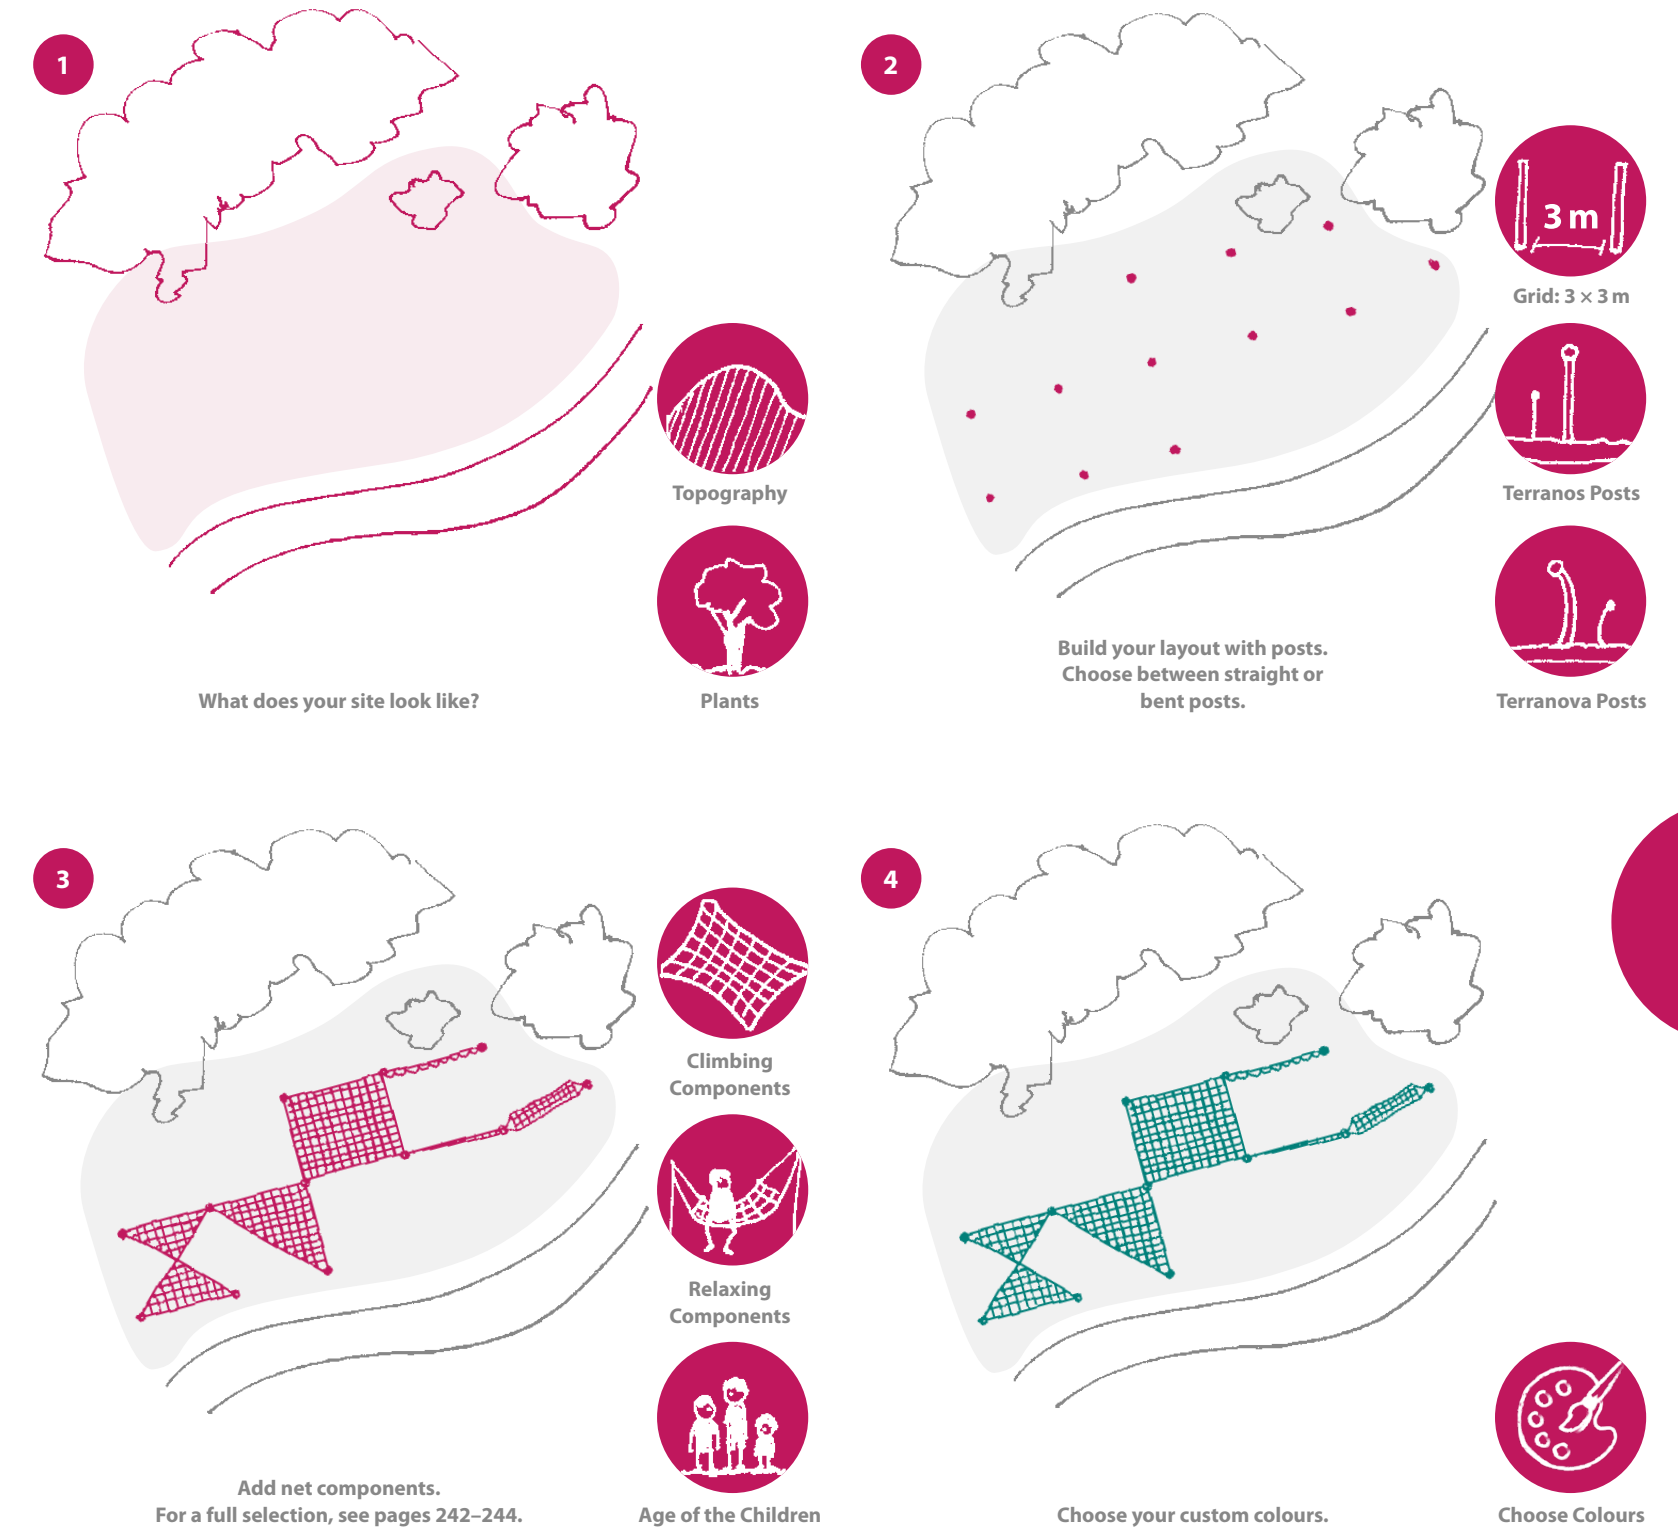 1
Topography
Plants
What does your site look like?
2
3 m
Grid: 3 × 3 m
Terranos Posts
Terranova Posts
Build your layout with posts.
Choose between straight or
bent posts.
3
Climbing
Components
Relaxing
Components
Age of the Children
Add net components.
For a full selection, see pages 242–244.
4
Choose your custom colours.
Choose Colours